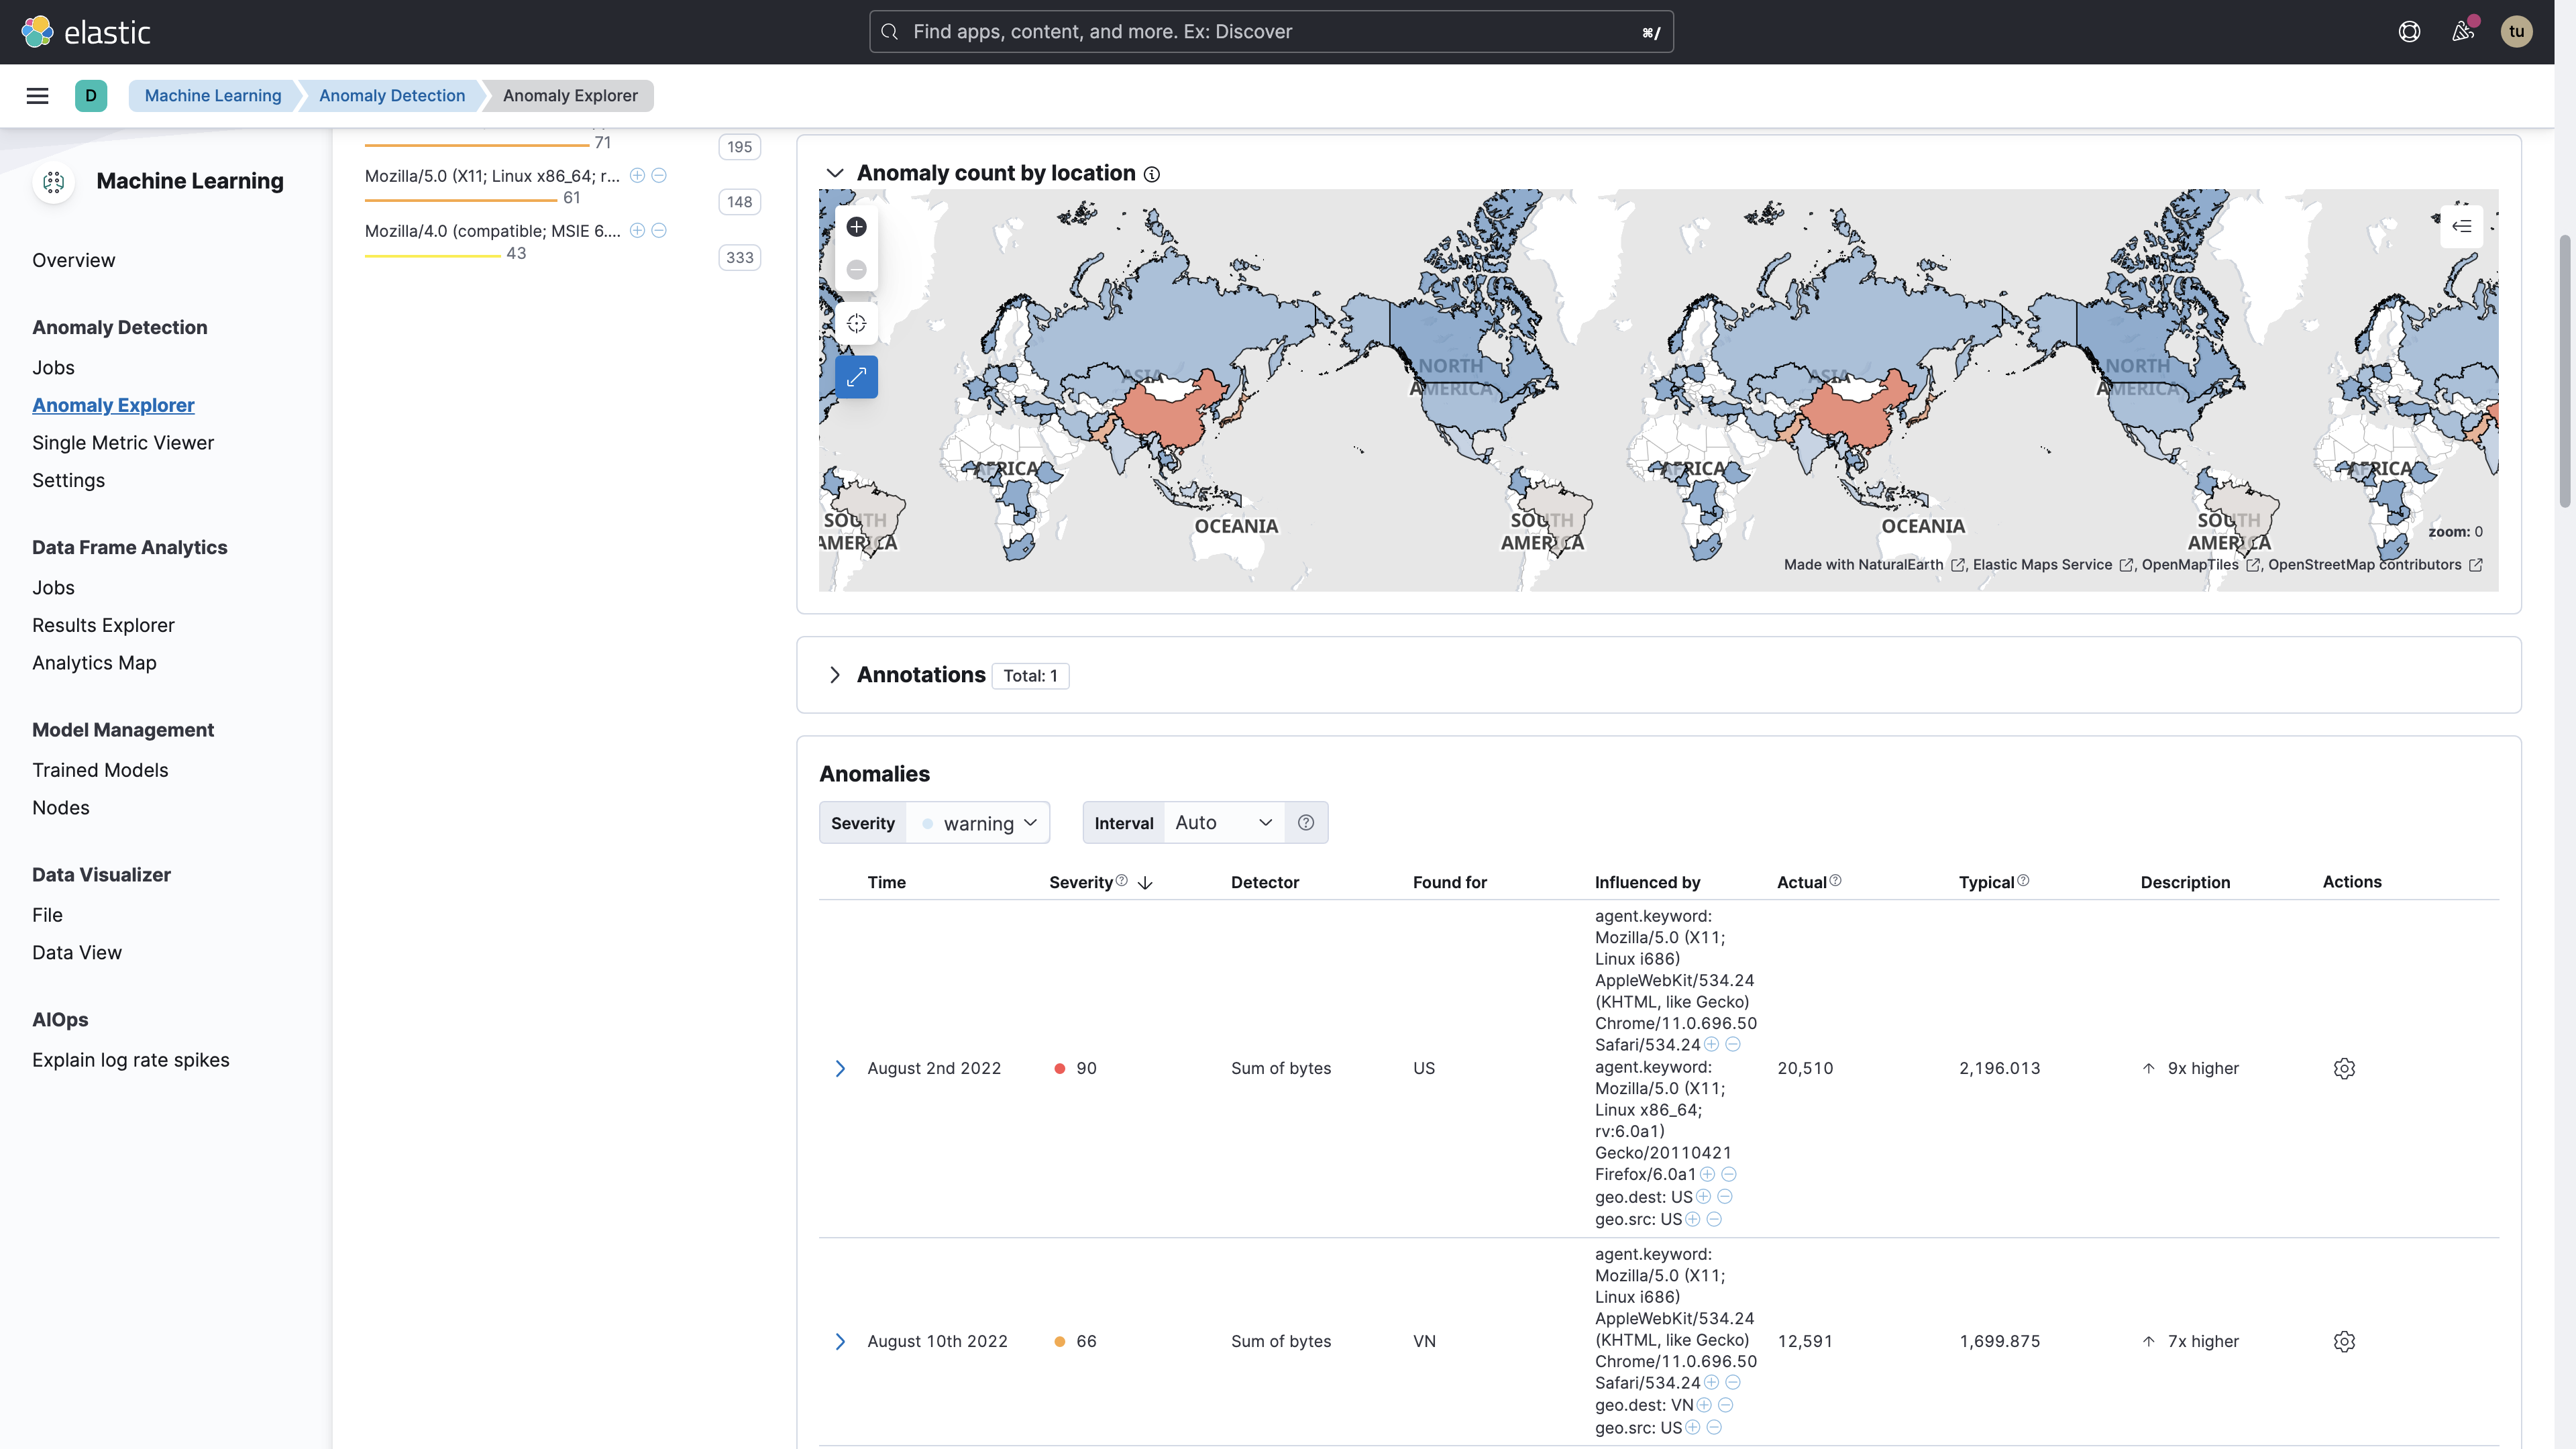 elastic
Find apps, content, and more. Ex: Discover
⌘/
tu
D
Machine Learning
Anomaly Detection
Anomaly Explorer
Machine Learning
Overview
Anomaly Detection
Jobs
Anomaly Explorer
Single Metric Viewer
Settings
Data Frame Analytics
Jobs
Results Explorer
Analytics Map
Model Management
Trained Models
Nodes
Data Visualizer
File
Data View
AIOps
Explain log rate spikes
71
195
Mozilla/5.0 (X11; Linux x86_64; r...
61
148
Mozilla/4.0 (compatible; MSIE 6....
43
333
Anomaly count by location
ASIA
NORTH
AMERICA
ASIA
NORTH
AMERICA
AFRICA
AFRICA
AFRICA
SOUTH
AMERICA
OCEANIA
SOUTH
AMERICA
OCEANIA
SOUTH
AMERICA
zoom: 0
Made with NaturalEarth , Elastic Maps Service , OpenMapTiles , OpenStreetMap contributors
Annotations Total: 1
Anomalies
Severity warning
Interval Auto
Time Severity Detector Found for Influenced by Actual Typical Description Actions
August 2nd 2022 90 Sum of bytes US
agent.keyword:
Mozilla/5.0 (X11;
Linux i686)
AppleWebKit/534.24
(KHTML, like Gecko)
Chrome/11.0.696.50
Safari/534.24
agent.keyword:
Mozilla/5.0 (X11;
Linux x86_64;
rv:6.0a1)
Gecko/20110421
Firefox/6.0a1
geo.dest: US
geo.src: US
20,510 2,196.013 9x higher
August 10th 2022 66 Sum of bytes VN
agent.keyword:
Mozilla/5.0 (X11;
Linux i686)
AppleWebKit/534.24
(KHTML, like Gecko)
Chrome/11.0.696.50
Safari/534.24
geo.dest: VN
geo.src: US
12,591 1,699.875 7x higher